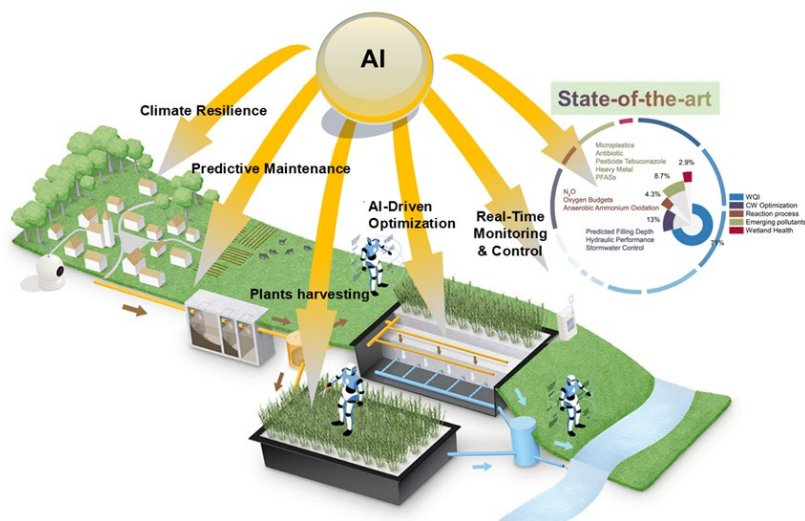 AI
Climate Resilience
Predictive Maintenance
AI-Driven
Optimization
Real-Time
Monitoring
& Control
Plants harvesting
State-of-the-art
Microplastics
Antibiotic
Pesticide Tebuconazole
Heavy Metal
PFASs
N₂O
Oxygen Budgets
Anaerobic Ammonium Oxidation
Predicted Filling Depth
Hydraulic Performance
Stormwater Control
2.9%
8.7%
4.3%
13%
71%
WQI
CW Optimization
Reaction process
Emerging pollutants
Wetland Health